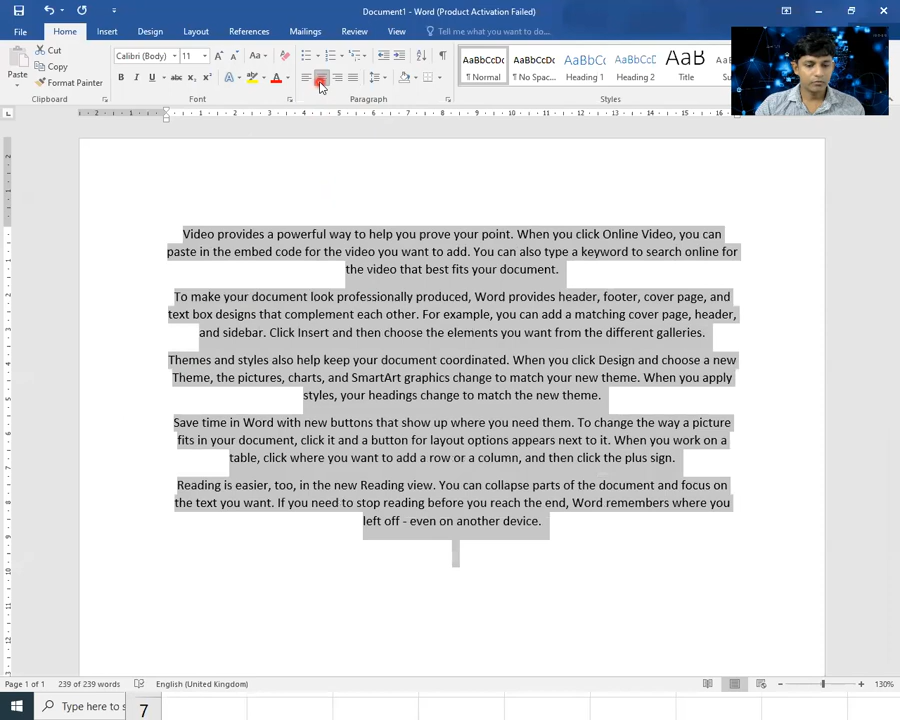 Document1 - Word (Product Activation Failed)
File Home Insert Design Layout References Mailings Review View Tell me what you want to do...
Cut
Copy
Format Painter
Paste
Calibri (Body) 11
Normal No Spac... Heading 1 Heading 2 Title
Clipboard Font Paragraph Styles
Video provides a powerful way to help you prove your point. When you click Online Video, you can
paste in the embed code for the video you want to add. You can also type a keyword to search online for
the video that best fits your document.
To make your document look professionally produced, Word provides header, footer, cover page, and
text box designs that complement each other. For example, you can add a matching cover page, header,
and sidebar. Click Insert and then choose the elements you want from the different galleries.
Themes and styles also help keep your document coordinated. When you click Design and choose a new
Theme, the pictures, charts, and SmartArt graphics change to match your new theme. When you apply
styles, your headings change to match the new theme.
Save time in Word with new buttons that show up where you need them. To change the way a picture
fits in your document, click it and a button for layout options appears next to it. When you work on a
table, click where you want to add a row or a column, and then click the plus sign.
Reading is easier, too, in the new Reading view. You can collapse parts of the document and focus on
the text you want. If you need to stop reading before you reach the end, Word remembers where you
left off - even on another device.
Page 1 of 1 239 of 239 words English (United Kingdom) 130%
Type here to s
7